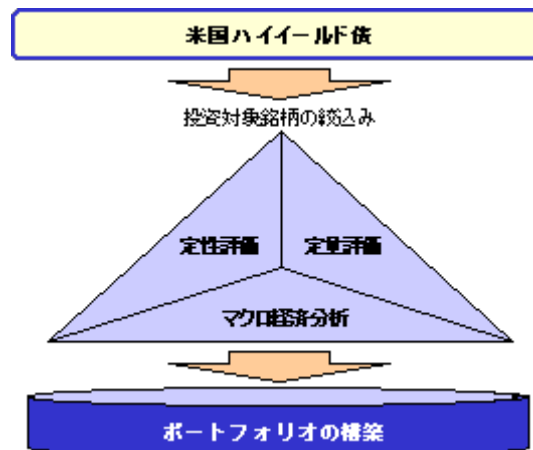 米国ハイイールド債
投資対象銘柄の絞込み
定性評価 定量評価
マクロ経済分析
ポートフォリオの構築